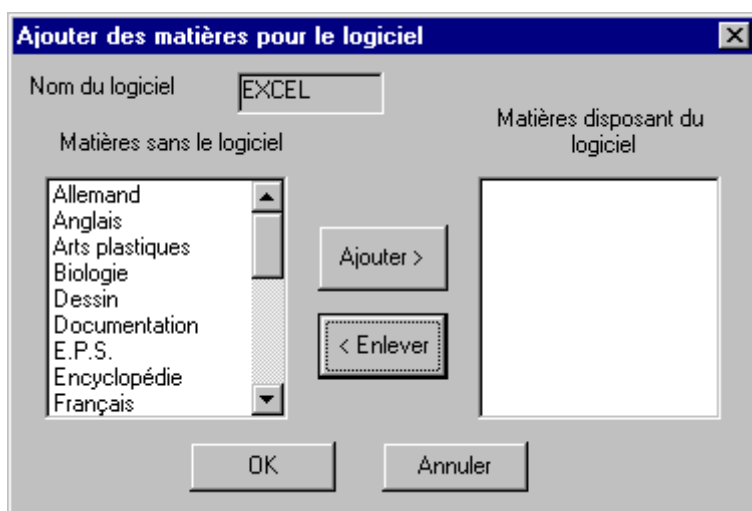 Ajouter des matières pour le logiciel
Nom du logiciel
EXCEL
Matières sans le logiciel
Matières disposant du
logiciel
Allemand
Anglais
Arts plastiques
Biologie
Dessin
Documentation
E.P.S.
Encyclopédie
Français
Ajouter >
< Enlever
OK
Annuler